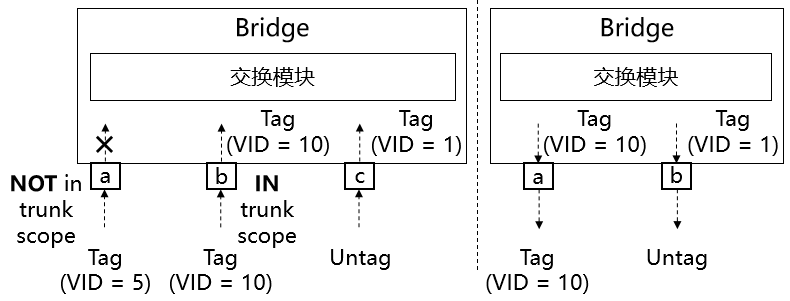 Bridge
交换模块
Tag
(VID = 10)
Tag
(VID = 1)
a
b
c
NOT in
trunk
scope
IN
trunk
scope
Tag
(VID = 5)
Tag
(VID = 10)
Untag
Bridge
交换模块
Tag
(VID = 10)
Tag
(VID = 1)
a
b
Tag
(VID = 10)
Untag